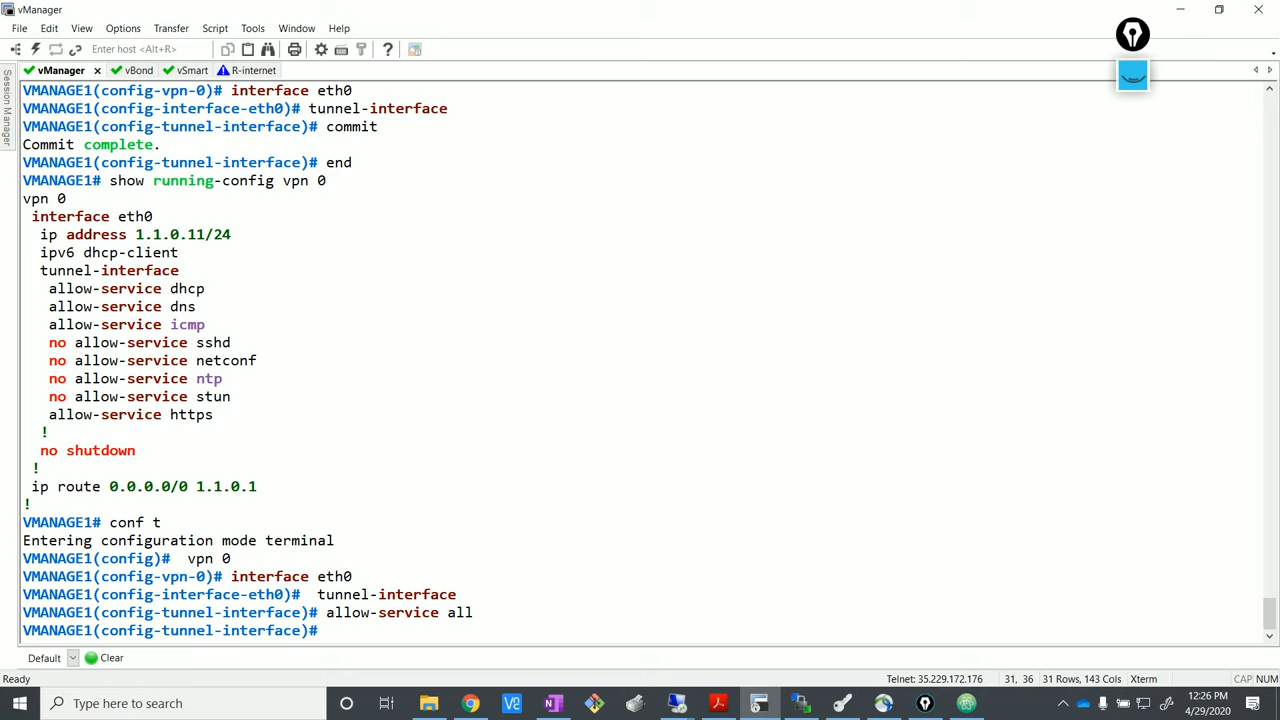 vManager
File Edit View Options Transfer Script Tools Window Help
Enter host <Alt+R>
vManager × vBond vSmart R-internet
Session Manager
VMANAGE1(config-vpn-0)# interface eth0
VMANAGE1(config-interface-eth0)# tunnel-interface
VMANAGE1(config-tunnel-interface)# commit
Commit complete.
VMANAGE1(config-tunnel-interface)# end
VMANAGE1# show running-config vpn 0
vpn 0
interface eth0
ip address 1.1.0.11/24
ipv6 dhcp-client
tunnel-interface
allow-service dhcp
allow-service dns
allow-service icmp
no allow-service sshd
no allow-service netconf
no allow-service ntp
no allow-service stun
allow-service https
!
no shutdown
!
ip route 0.0.0.0/0 1.1.0.1
!
VMANAGE1# conf t
Entering configuration mode terminal
VMANAGE1(config)#  vpn 0
VMANAGE1(config-vpn-0)# interface eth0
VMANAGE1(config-interface-eth0)#  tunnel-interface
VMANAGE1(config-tunnel-interface)# allow-service all
VMANAGE1(config-tunnel-interface)#
Default Clear
Ready Telnet: 35.229.172.176 31, 36 31 Rows, 143 Cols Xterm CAP NUM
Type here to search
12:26 PM
4/29/2020